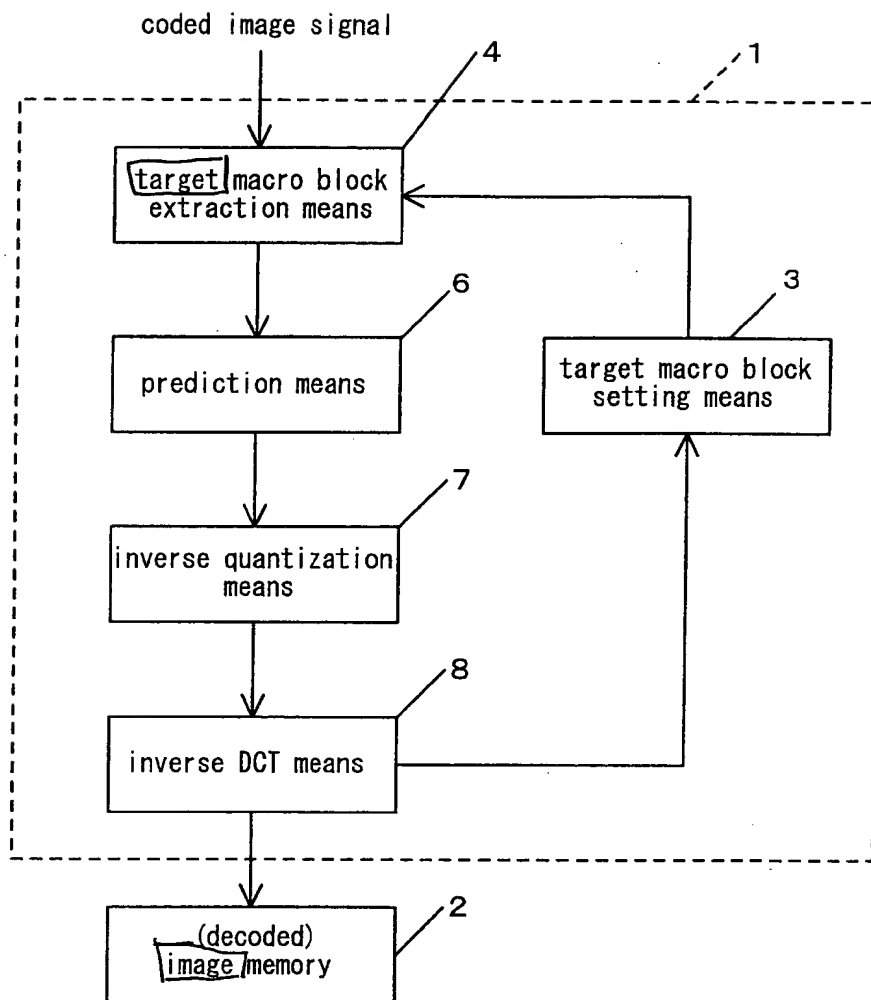 coded image signal
4
1
target macro block
extraction means
6
3
prediction means
target macro block
setting means
7
inverse quantization
means
8
inverse DCT means
2
(decoded)
image memory